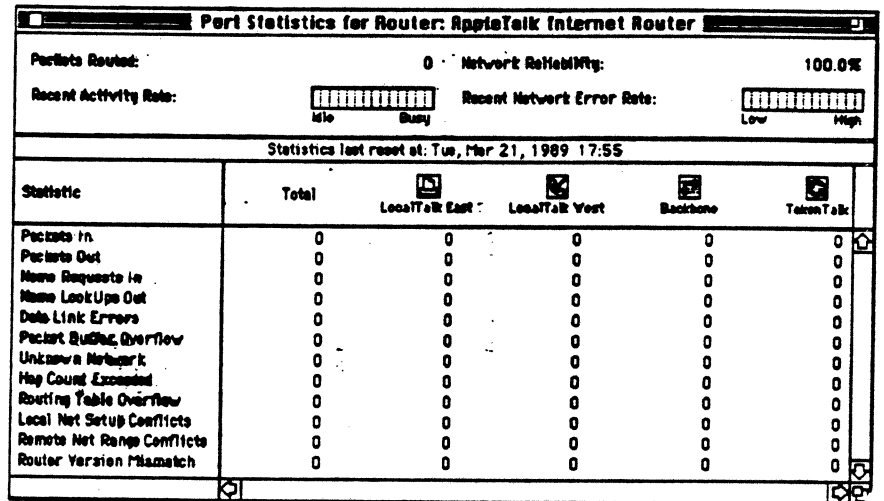 Port Statistics for Router: AppleTalk Internet Router
Packets Routed: 0 Network Reliability: 100.0%
Recent Activity Rate: Recent Network Error Rate:
Idle Busy Low High
Statistics last reset at: Tue, Mar 21, 1989 17:55
Statistic Total LocalTalk East LocalTalk West Backbone TokenTalk
Packets In 0 0 0 0 0
Packets Out 0 0 0 0 0
Name Requests In 0 0 0 0 0
Name LookUps Out 0 0 0 0 0
Data Link Errors 0 0 0 0 0
Packet Buffer Overflow 0 0 0 0 0
Unknown Network 0 0 0 0 0
Hop Count Exceeded 0 0 0 0 0
Routing Table Overflow 0 0 0 0 0
Local Net Setup Conflicts 0 0 0 0 0
Remote Net Range Conflicts 0 0 0 0 0
Router Version Mismatch 0 0 0 0 0